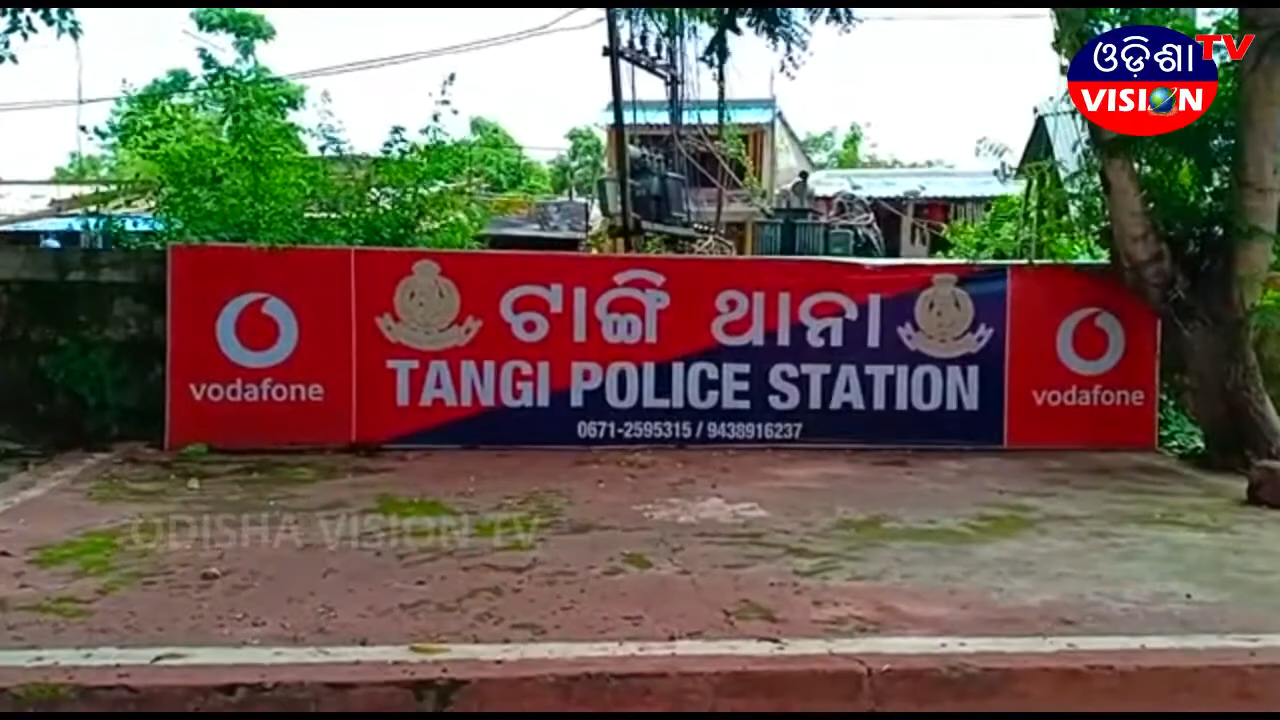 ଓଡ଼ିଶା TV
VISION
ଟାଙ୍ଗି ଥାନା
TANGI POLICE STATION
0671-2595315 / 9438916237
vodafone
vodafone
ODISHA VISION TV